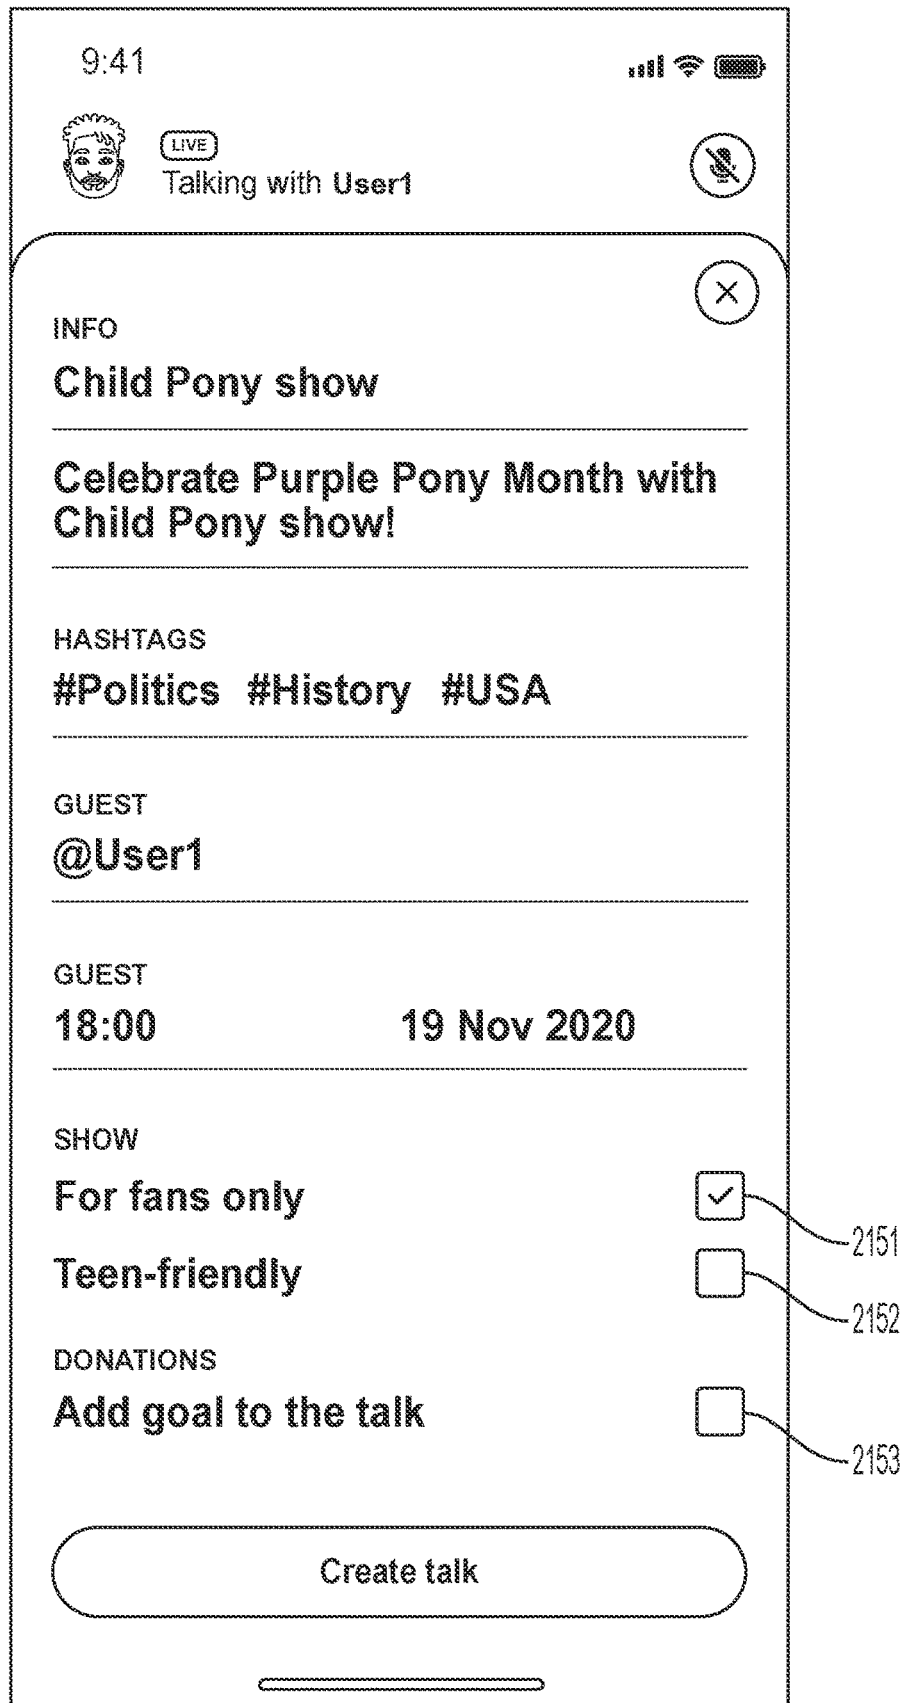 9:41
LIVE
Talking with User1
INFO
Child Pony show
Celebrate Purple Pony Month with
Child Pony show!
HASHTAGS
#Politics #History #USA
GUEST
@User1
GUEST
18:00 19 Nov 2020
SHOW
For fans only
2151
Teen-friendly
2152
DONATIONS
Add goal to the talk
2153
Create talk